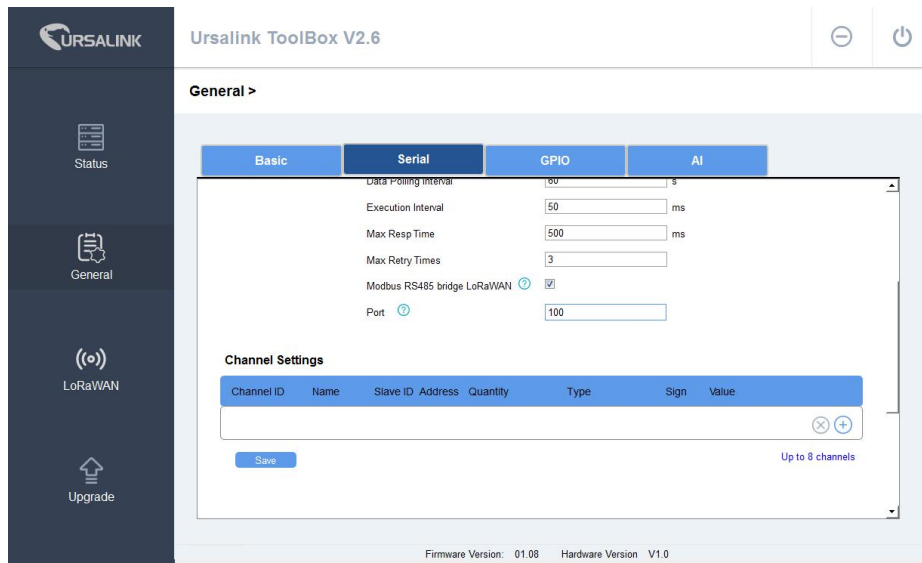 URSALINK
Ursalink ToolBox V2.6
General >
Status
General
LoRaWAN
Upgrade
Basic Serial GPIO AI
Data Polling Interval 60 s
Execution Interval 50 ms
Max Resp Time 500 ms
Max Retry Times 3
Modbus RS485 bridge LoRaWAN ?
Port ? 100
Channel Settings
Channel ID Name Slave ID Address Quantity Type Sign Value
Save
Up to 8 channels
Firmware Version: 01.08 Hardware Version V1.0